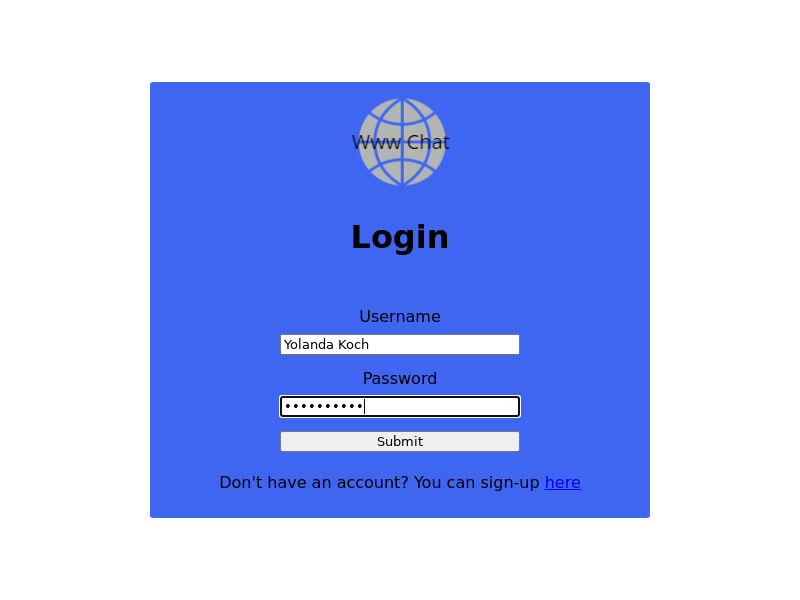 Www Chat
Login
Username
Yolanda Koch
Password
••••••••••
Submit
Don't have an account? You can sign-up here